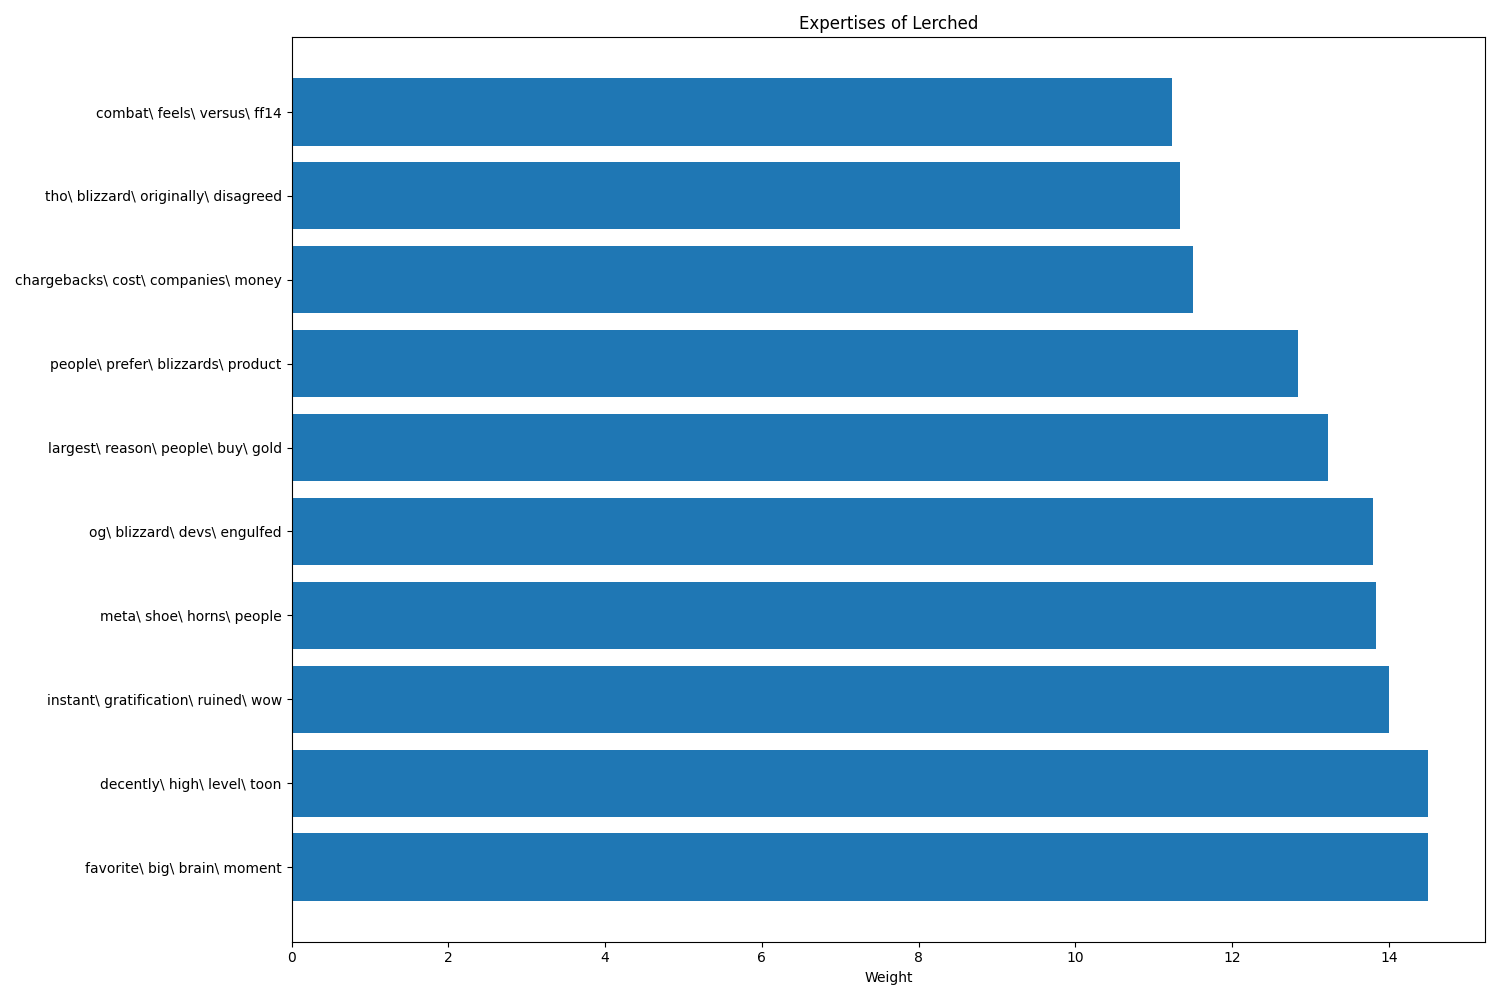 Expertises of Lerched
combat\ feels\ versus\ ff14
tho\ blizzard\ originally\ disagreed
chargebacks\ cost\ companies\ money
people\ prefer\ blizzards\ product
largest\ reason\ people\ buy\ gold
og\ blizzard\ devs\ engulfed
meta\ shoe\ horns\ people
instant\ gratification\ ruined\ wow
decently\ high\ level\ toon
favorite\ big\ brain\ moment
0 2 4 6 8 10 12 14
Weight